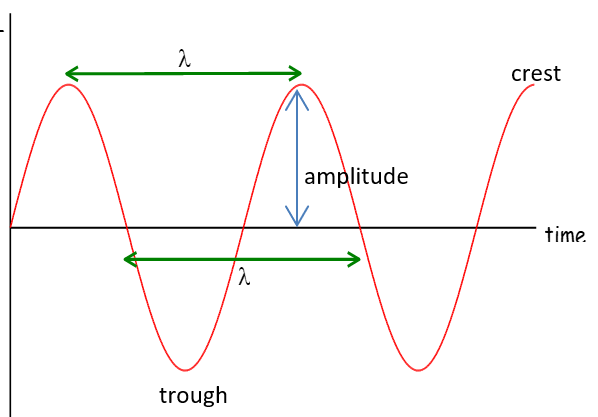 λ
crest
amplitude
time
λ
trough